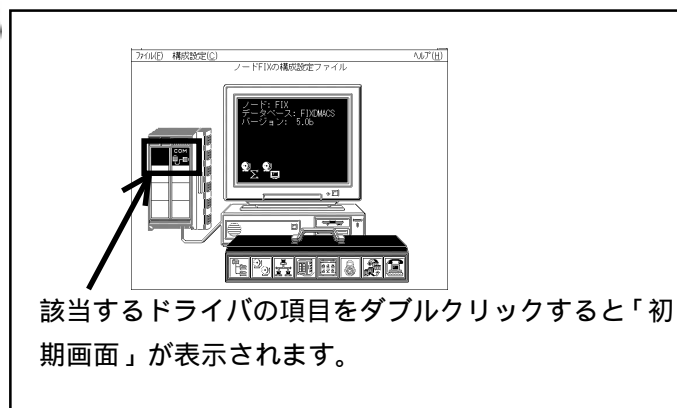 ファイル(F) 構成設定(C) ヘルプ(H)
ノードFIXの構成設定ファイル
ノード: FIX
データベース: FIXDMACS
バージョン: 5.0b
COM
該当するドライバの項目をダブルクリックすると「初
期画面」が表示されます。